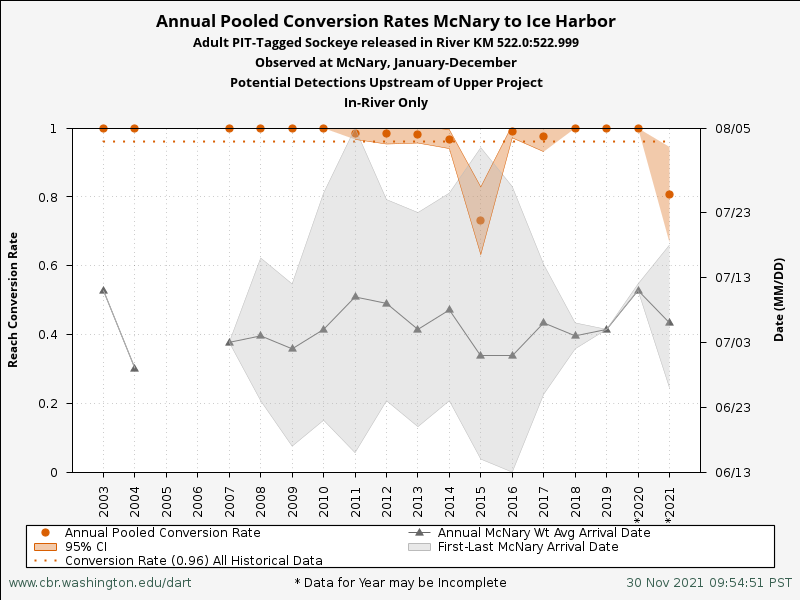 Annual Pooled Conversion Rates McNary to Ice Harbor
Adult PIT-Tagged Sockeye released in River KM 522.0:522.999
Observed at McNary, January-December
Potential Detections Upstream of Upper Project
In-River Only
Reach Conversion Rate
1
0.8
0.6
0.4
0.2
0
08/05
07/23
07/13
07/03
06/23
06/13
Date (MM/DD)
2003 2004 2005 2006 2007 2008 2009 2010 2011 2012 2013 2014 2015 2016 2017 2018 2019 *2020 *2021
Annual Pooled Conversion Rate
95% CI
Conversion Rate (0.96) All Historical Data
Annual McNary Wt Avg Arrival Date
First-Last McNary Arrival Date
www.cbr.washington.edu/dart
* Data for Year may be Incomplete
30 Nov 2021 09:54:51 PST